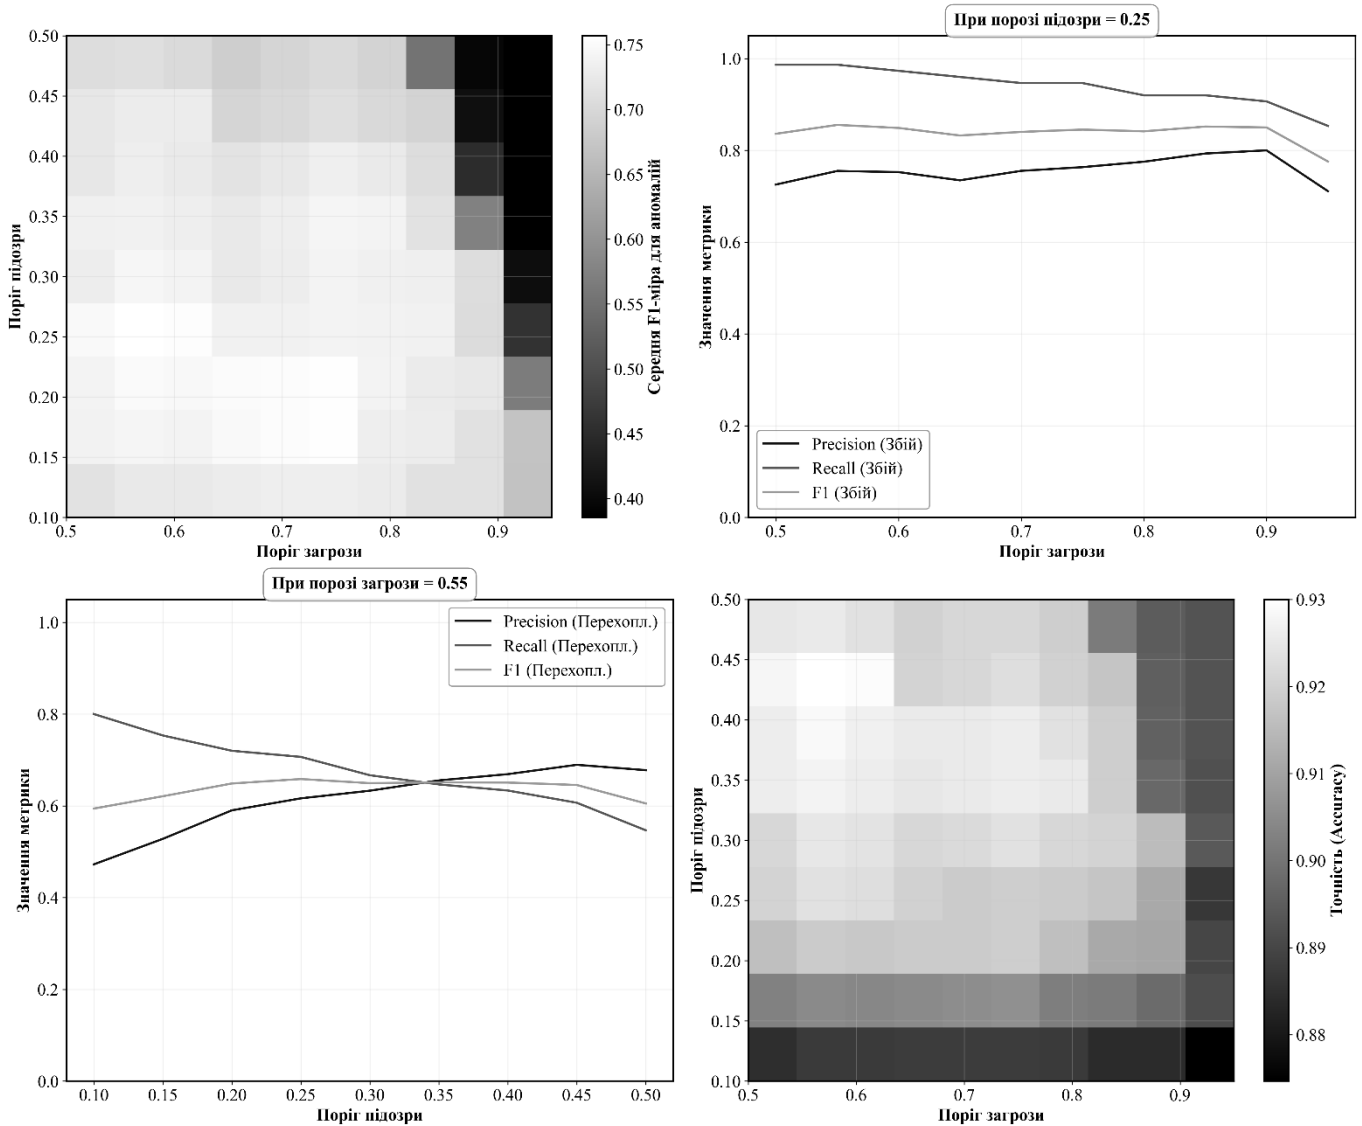 0.50
0.45
0.40
0.35
0.30
0.25
0.20
0.15
0.10
0.5 0.6 0.7 0.8 0.9
Поріг підозри
Поріг загрози
0.75
0.70
0.65
0.60
0.55
0.50
0.45
0.40
Середня F1-міра для аномалій
При порозі підозри = 0.25
1.0
0.8
0.6
0.4
0.2
0.0
Значення метрики
Precision (Збій)
Recall (Збій)
F1 (Збій)
0.5 0.6 0.7 0.8 0.9
Поріг загрози
При порозі загрози = 0.55
1.0
0.8
0.6
0.4
0.2
0.0
Значення метрики
Precision (Перехопл.)
Recall (Перехопл.)
F1 (Перехопл.)
0.10 0.15 0.20 0.25 0.30 0.35 0.40 0.45 0.50
Поріг підозри
0.50
0.45
0.40
0.35
0.30
0.25
0.20
0.15
0.10
Поріг підозри
0.5 0.6 0.7 0.8 0.9
Поріг загрози
0.93
0.92
0.91
0.90
0.89
0.88
Точність (Accuracy)